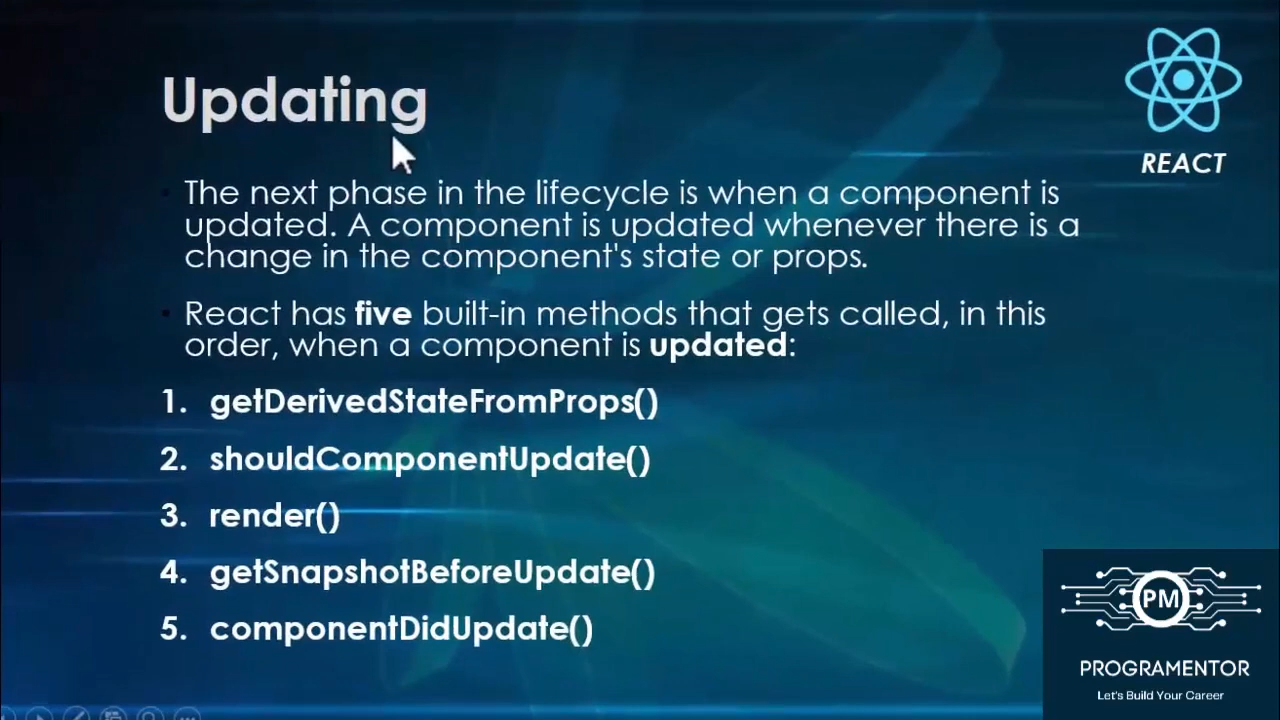 Updating
REACT
The next phase in the lifecycle is when a component is
updated. A component is updated whenever there is a
change in the component's state or props.
React has five built-in methods that gets called, in this
order, when a component is updated:
1. getDerivedStateFromProps()
2. shouldComponentUpdate()
3. render()
4. getSnapshotBeforeUpdate()
5. componentDidUpdate()
PM
PROGRAMENTOR
Let's Build Your Career